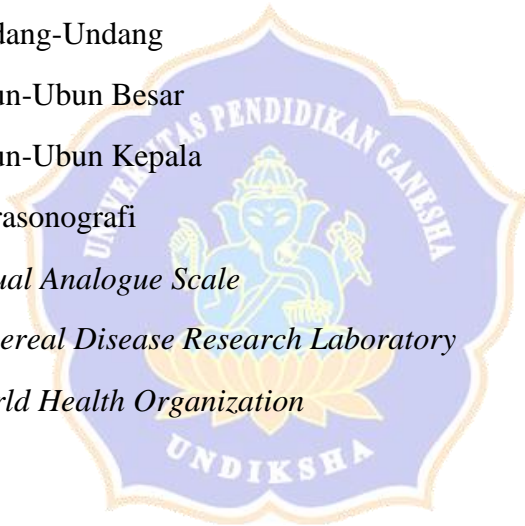 dang-Undang
un-Ubun Besar
un-Ubun Kepala
rasonografi
ual Analogue Scale
ereal Disease Research Laboratory
rld Health Organization
UNIVERSITAS PENDIDIKAN GANESHA
UNDIKSHA